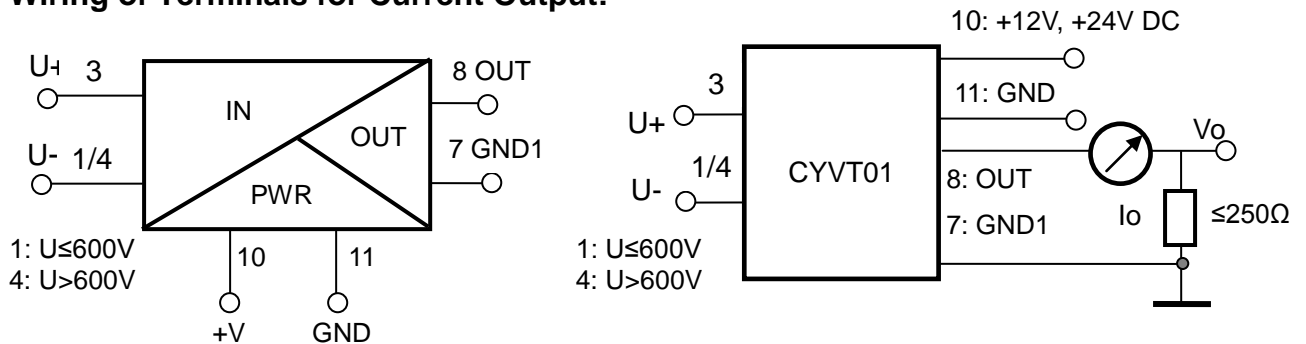 Wiring of Terminals for Current Output:
U+ 3
8 OUT
IN
OUT
7 GND1
U- 1/4
PWR
1: U≤600V
4: U>600V
10
11
+V
GND
10: +12V, +24V DC
3
11: GND
U+
Vo
1/4
CYVT01
8: OUT
U-
Io
≤250Ω
7: GND1
1: U≤600V
4: U>600V